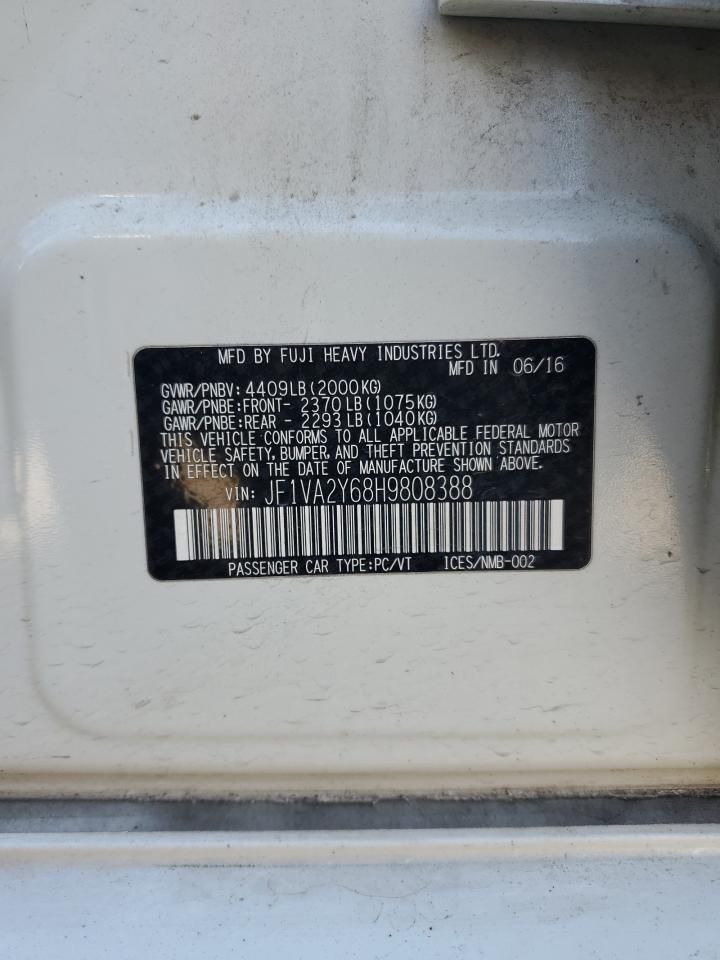 MFD BY FUJI HEAVY INDUSTRIES LTD.
MFD IN 06/16
GVWR/PNBV: 4409LB(2000KG)
GAWR/PNBE:FRONT- 2370LB(1075KG)
GAWR/PNBE:REAR - 2293LB(1040KG)
THIS VEHICLE CONFORMS TO ALL APPLICABLE FEDERAL MOTOR
VEHICLE SAFETY, BUMPER, AND THEFT PREVENTION STANDARDS
IN EFFECT ON THE DATE OF MANUFACTURE SHOWN ABOVE.
VIN: JF1VA2Y68H9808388
PASSENGER CAR TYPE:PC/VT ICES/NMB-002